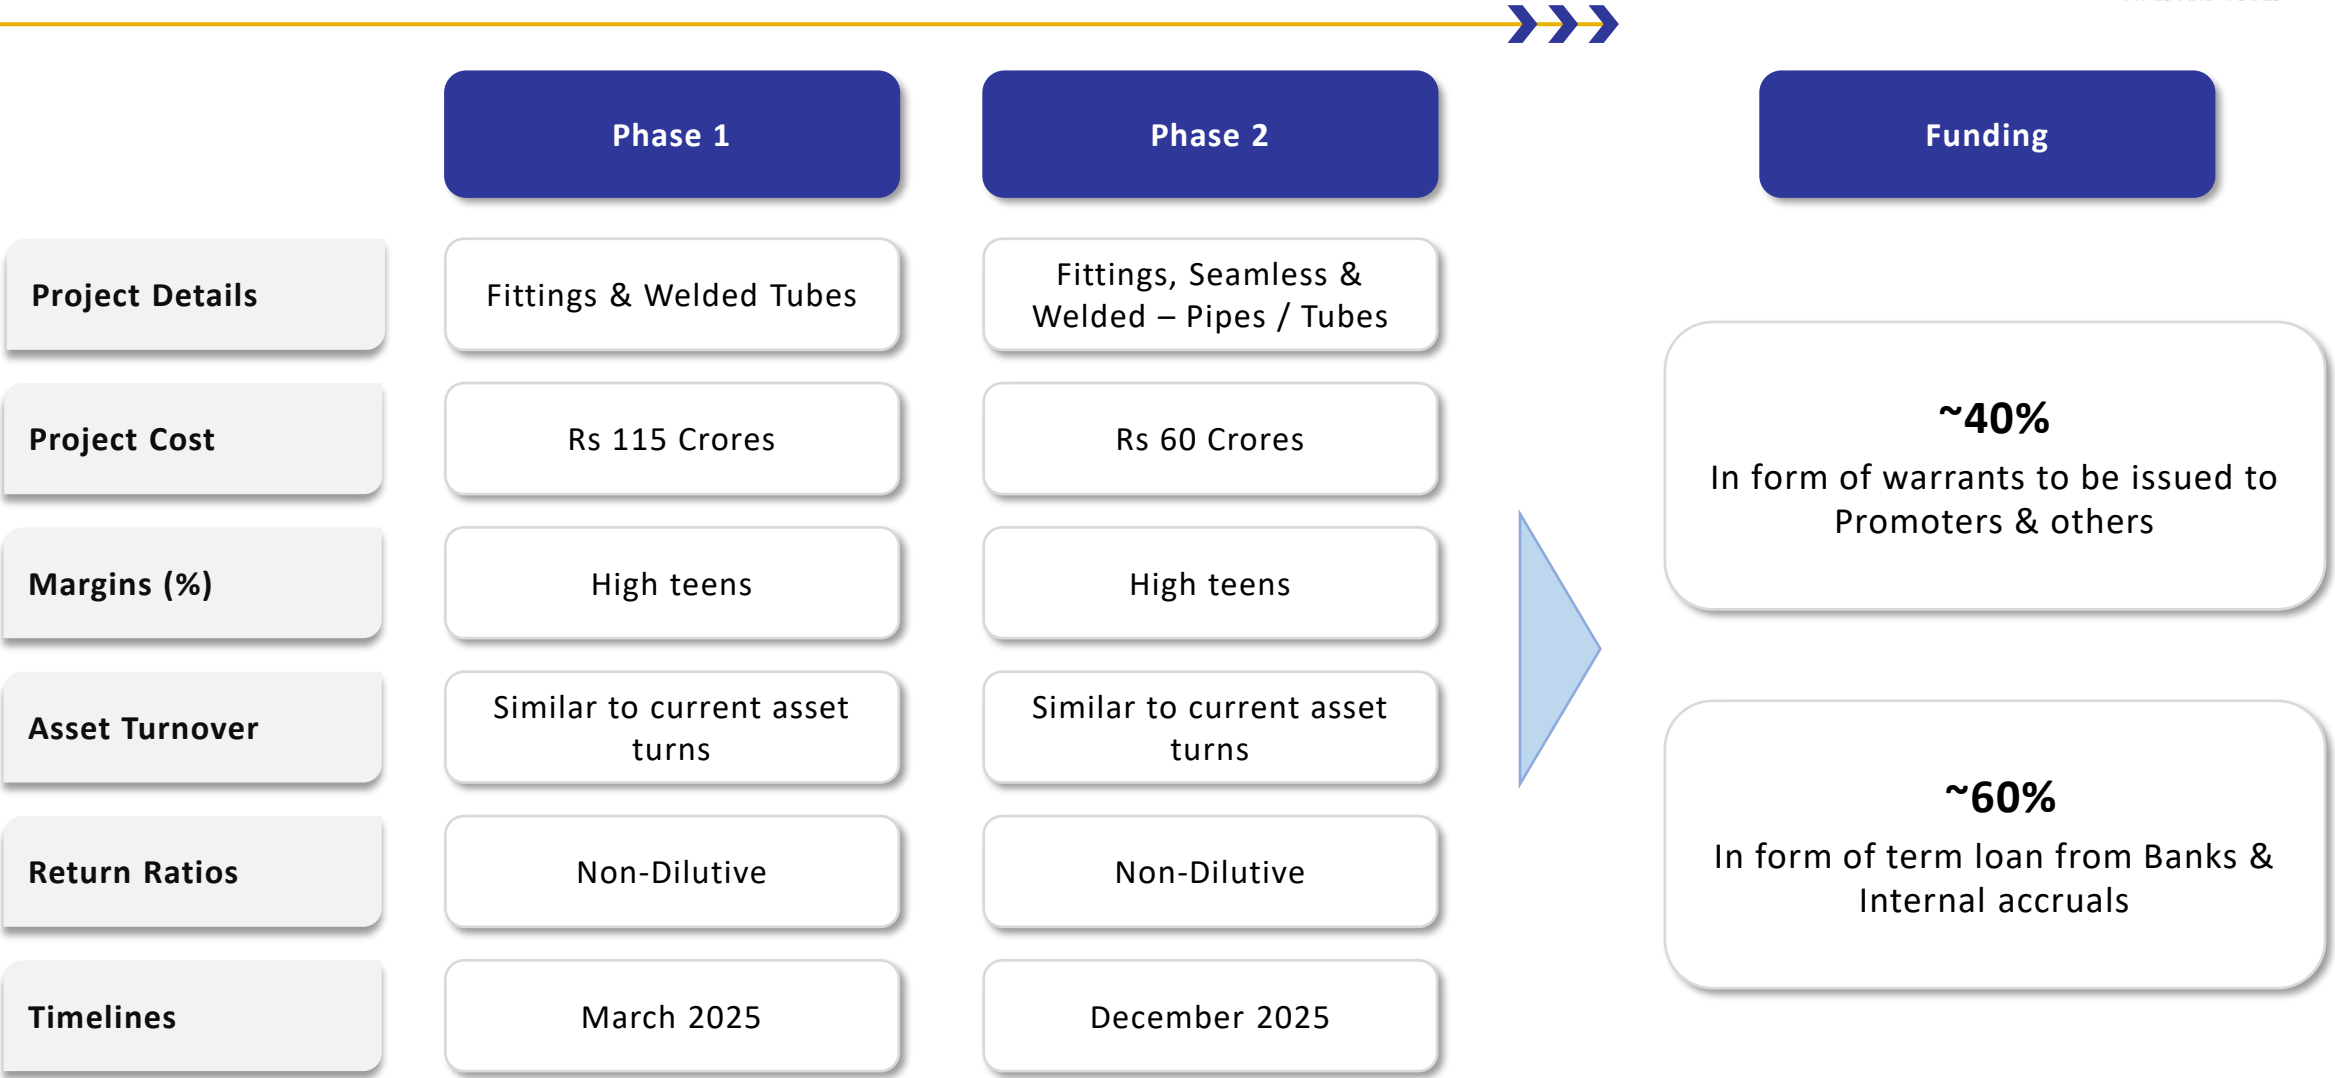 Phase 1
Phase 2
Funding
Project Details
Fittings & Welded Tubes
Fittings, Seamless &
Welded – Pipes / Tubes
Project Cost
Rs 115 Crores
Rs 60 Crores
Margins (%)
High teens
High teens
Asset Turnover
Similar to current asset
turns
Similar to current asset
turns
Return Ratios
Non-Dilutive
Non-Dilutive
Timelines
March 2025
December 2025
~40%
In form of warrants to be issued to
Promoters & others
~60%
In form of term loan from Banks &
Internal accruals